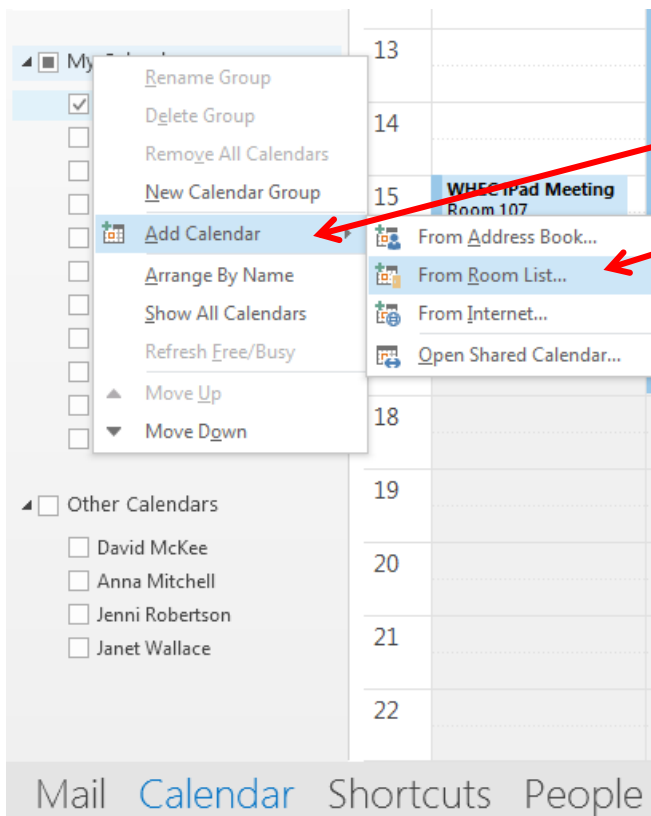 My
Rename Group
Delete Group
Remove All Calendars
New Calendar Group
Add Calendar
Arrange By Name
Show All Calendars
Refresh Free/Busy
Move Up
Move Down
From Address Book...
From Room List...
From Internet...
Open Shared Calendar...
Other Calendars
David McKee
Anna Mitchell
Jenni Robertson
Janet Wallace
13
14
15
WHEC iPad Meeting
Room 107
18
19
20
21
22
Mail Calendar Shortcuts People